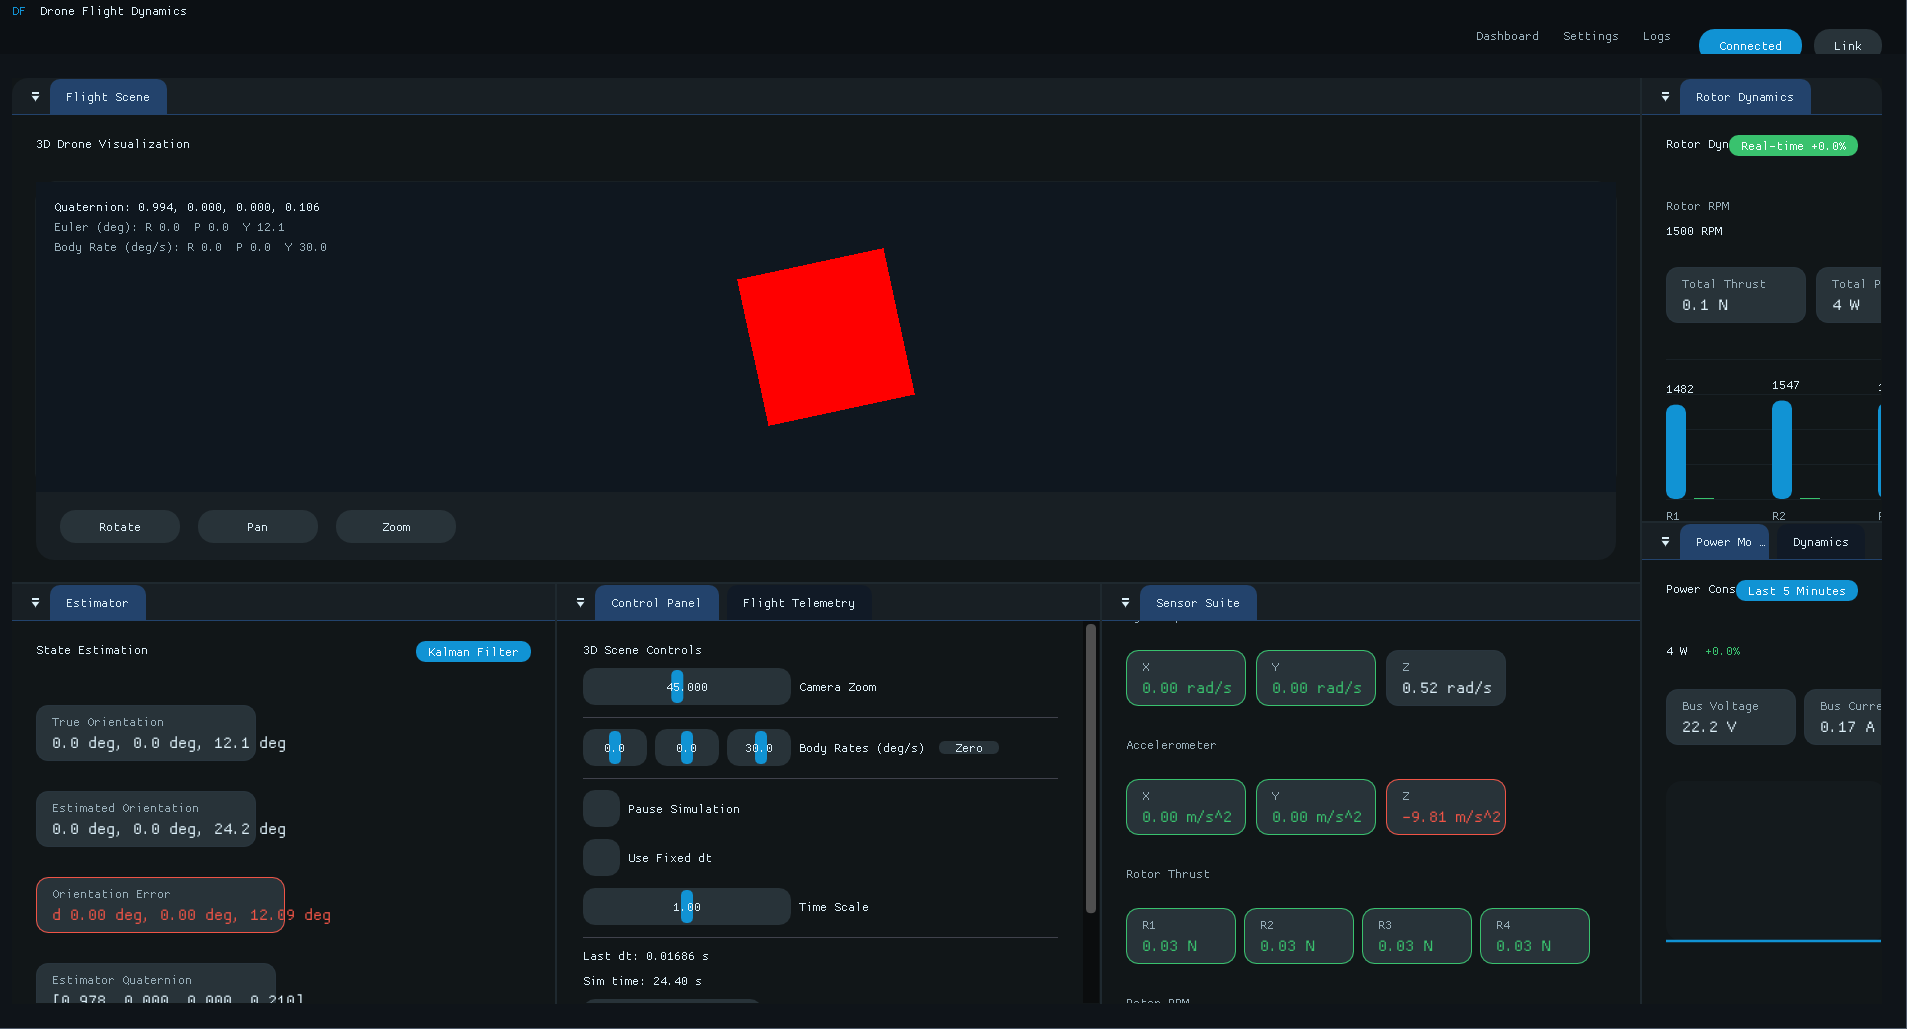 DF Drone Flight Dynamics
Dashboard Settings Logs Connected Link
Flight Scene
3D Drone Visualization
Quaternion: 0.994, 0.000, 0.000, 0.106
Euler (deg): R 0.0 P 0.0 Y 12.1
Body Rate (deg/s): R 0.0 P 0.0 Y 30.0
Rotate Pan Zoom
Rotor Dynamics
Rotor Dyn Real-time +0.0%
Rotor RPM
1500 RPM
Total Thrust
0.1 N
Total P
4 W
1482 1547
R1 R2
Power Mo … Dynamics
Power Cons Last 5 Minutes
4 W +0.0%
Bus Voltage
22.2 V
Bus Curre
0.17 A
Estimator
State Estimation Kalman Filter
True Orientation
0.0 deg, 0.0 deg, 12.1 deg
Estimated Orientation
0.0 deg, 0.0 deg, 24.2 deg
Orientation Error
d 0.00 deg, 0.00 deg, 12.09 deg
Estimator Quaternion
[0.978, 0.000, 0.000, 0.210]
Control Panel Flight Telemetry
3D Scene Controls
45.000 Camera Zoom
0.0 0.0 30.0 Body Rates (deg/s) Zero
Pause Simulation
Use Fixed dt
1.00 Time Scale
Last dt: 0.01686 s
Sim time: 24.40 s
Sensor Suite
X
0.00 rad/s
Y
0.00 rad/s
Z
0.52 rad/s
Accelerometer
X
0.00 m/s^2
Y
0.00 m/s^2
Z
-9.81 m/s^2
Rotor Thrust
R1
0.03 N
R2
0.03 N
R3
0.03 N
R4
0.03 N
Rotor RPM